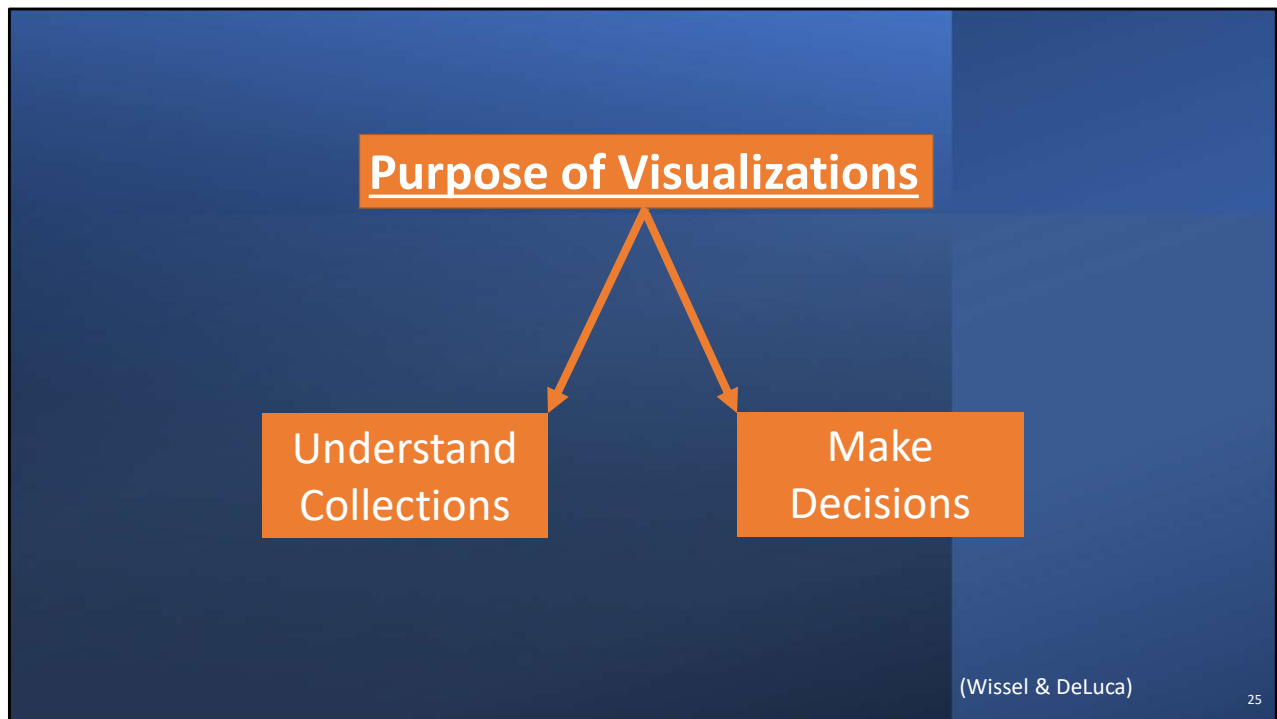 Purpose of Visualizations
Understand
Collections
Make
Decisions
(Wissel & DeLuca)
25